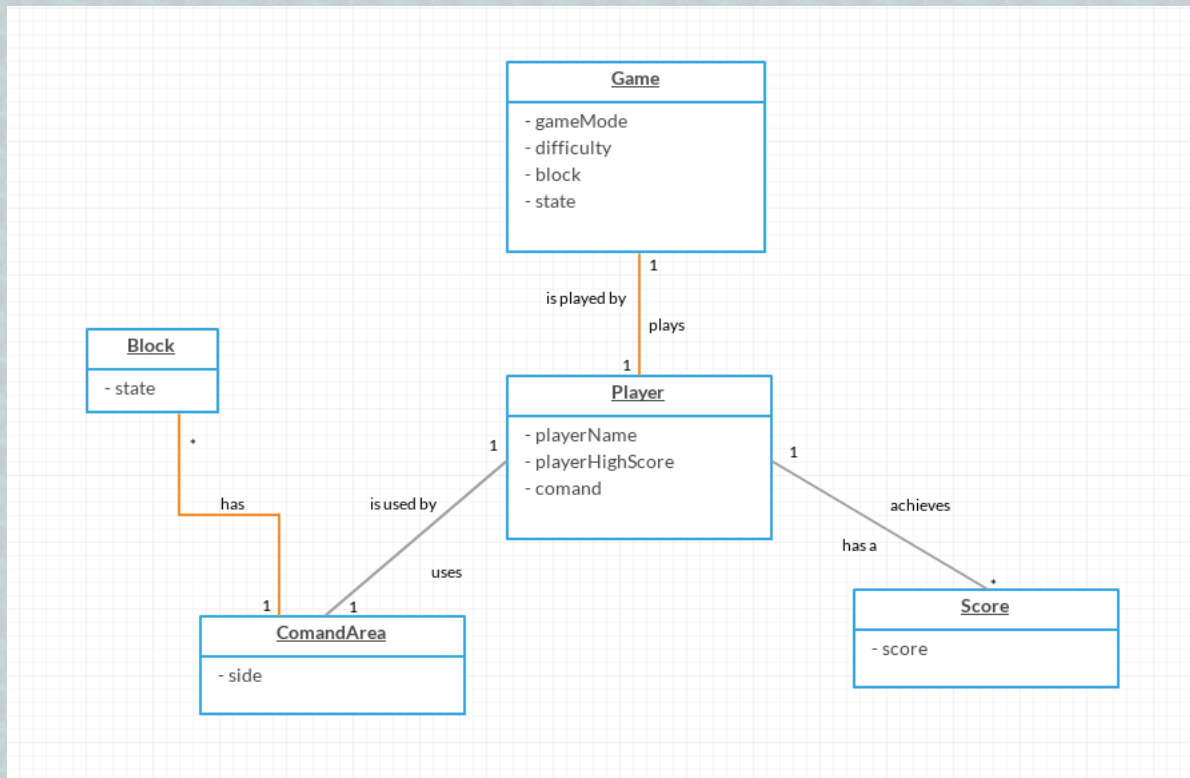 Game
- gameMode
- difficulty
- block
- state
1
is played by
plays
1
Block
- state
*
has
1
Player
- playerName
- playerHighScore
- comand
1
is used by
uses
1
ComandArea
- side
1
achieves
has a
*
Score
- score